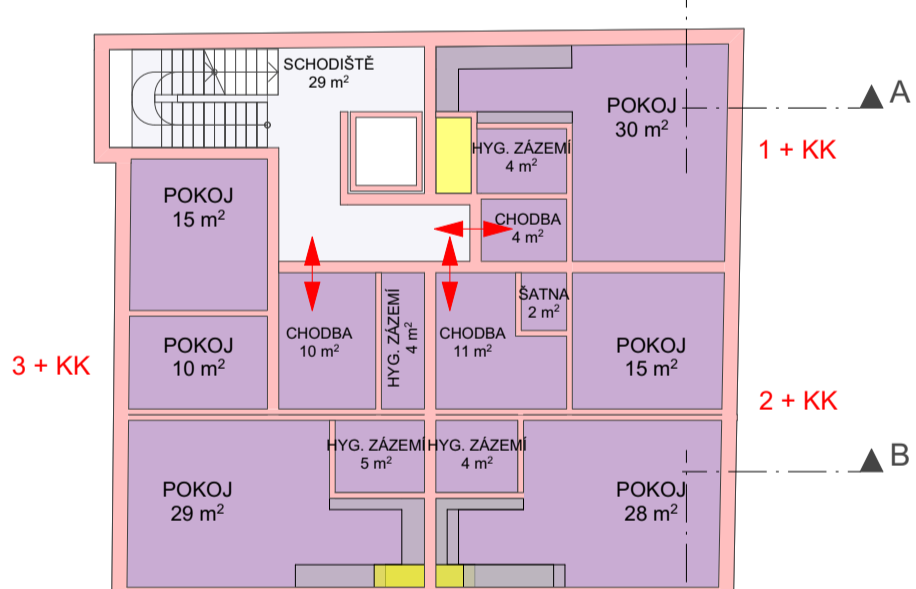 SCHODIŠTĚ
29 m²
POKOJ
30 m²
A
1 + KK
HYG. ZÁZEMÍ
4 m²
POKOJ
15 m²
CHODBA
4 m²
ŠATNA
2 m²
HYG. ZÁZEMÍ
4 m²
CHODBA
10 m²
CHODBA
11 m²
POKOJ
10 m²
POKOJ
15 m²
3 + KK
2 + KK
HYG. ZÁZEMÍ
5 m²
HYG. ZÁZEMÍ
4 m²
B
POKOJ
29 m²
POKOJ
28 m²